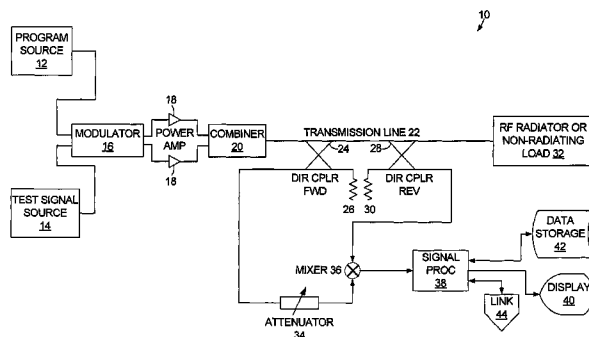 10
PROGRAM
SOURCE
12
MODULATOR
16
18
POWER
AMP
18
COMBINER
20
TRANSMISSION LINE 22
24
28
RF RADIATOR OR
NON-RADIATING
LOAD 32
DIR CPLR
FWD
26
30
DIR CPLR
REV
TEST SIGNAL
SOURCE
14
MIXER 36
SIGNAL
PROC
38
DATA
STORAGE
42
DISPLAY
40
LINK
44
ATTENUATOR
34